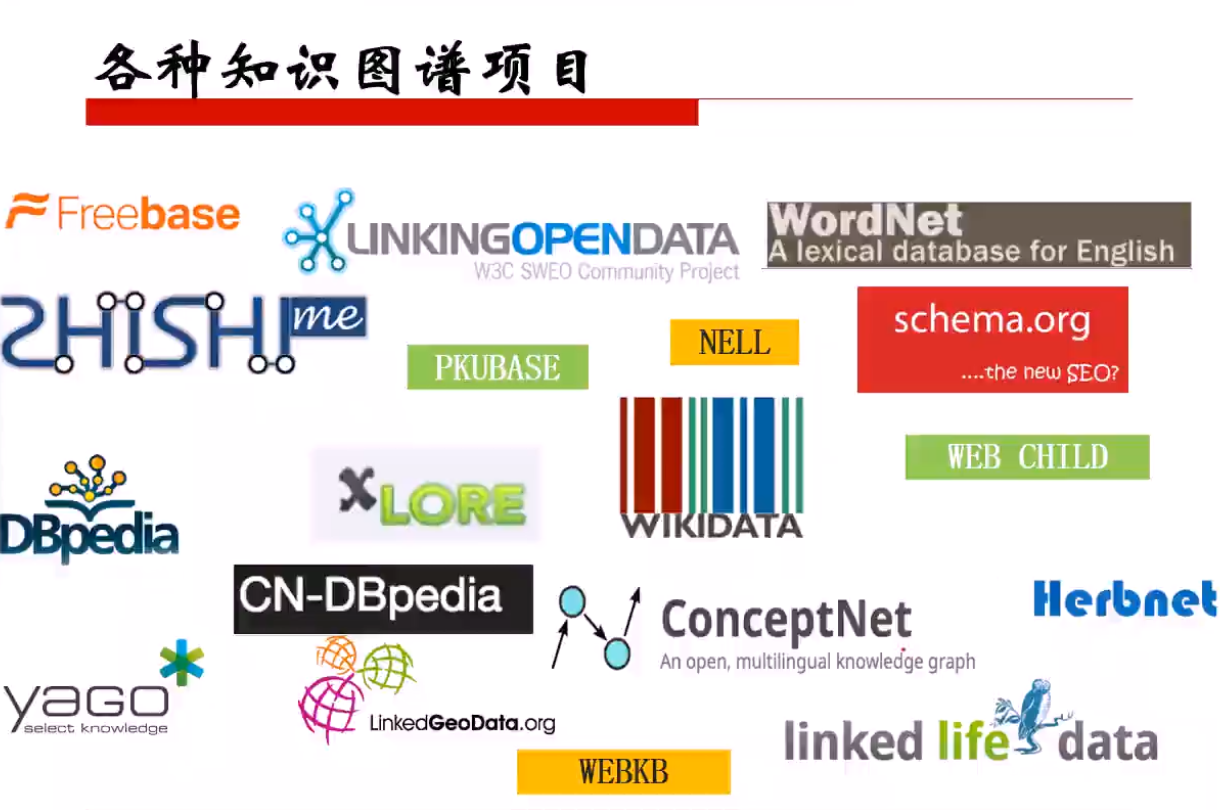 各种知识图谱项目
Freebase
LINKINGOPENDATA
W3C SWEO Community Project
WordNet
A lexical database for English
ZHISHI me
PKUBASE
NELL
schema.org
....the new SEO?
WEB CHILD
DBpedia
XLORE
WIKIDATA
CN-DBpedia
ConceptNet
An open, multilingual knowledge graph
Herbnet
yago
select knowledge
LinkedGeoData.org
linked life data
WEBKB